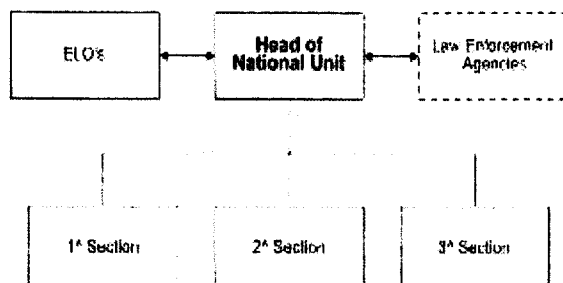 ELO's
Head of
National Unit
Law Enforcement
Agencies
1^ Section
2^ Section
3^ Section